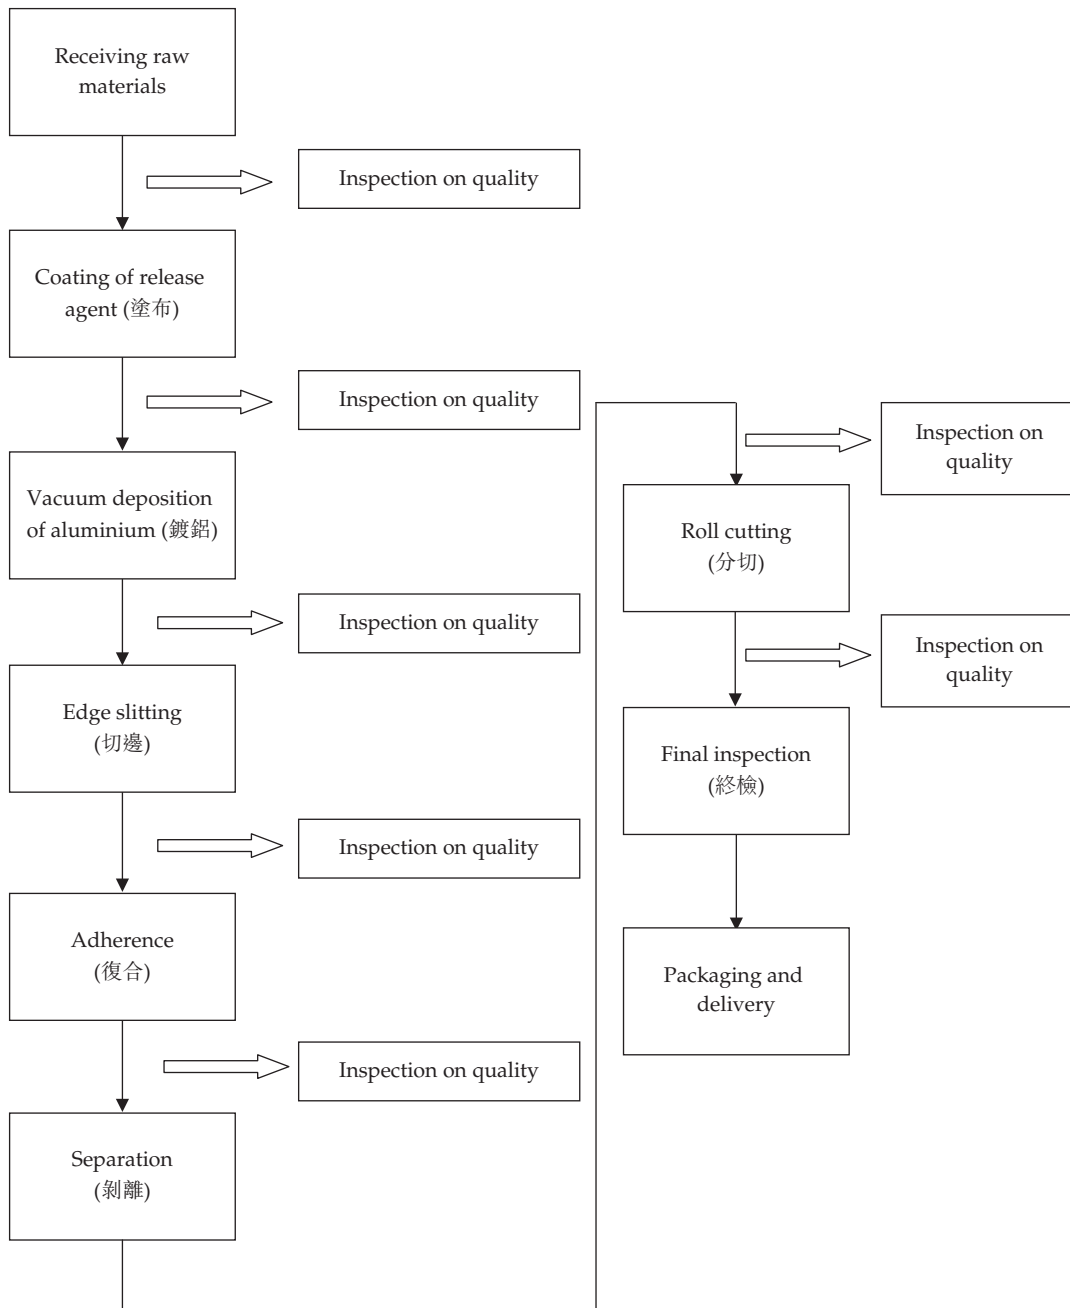 Receiving raw
materials
Inspection on quality
Coating of release
agent (塗布)
Inspection on quality
Vacuum deposition
of aluminium (鍍鋁)
Inspection on quality
Edge slitting
(切邊)
Inspection on quality
Adherence
(復合)
Inspection on quality
Separation
(剝離)
Inspection on
quality
Roll cutting
(分切)
Inspection on
quality
Final inspection
(終檢)
Packaging and
delivery